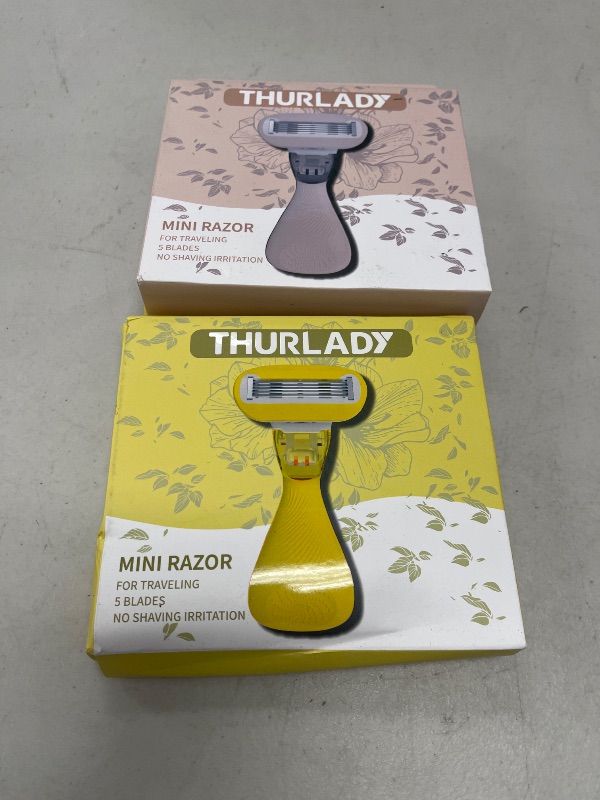 THURLADY
MINI RAZOR
FOR TRAVELING
5 BLADES
NO SHAVING IRRITATION
THURLADY
MINI RAZOR
FOR TRAVELING
5 BLADES
NO SHAVING IRRITATION